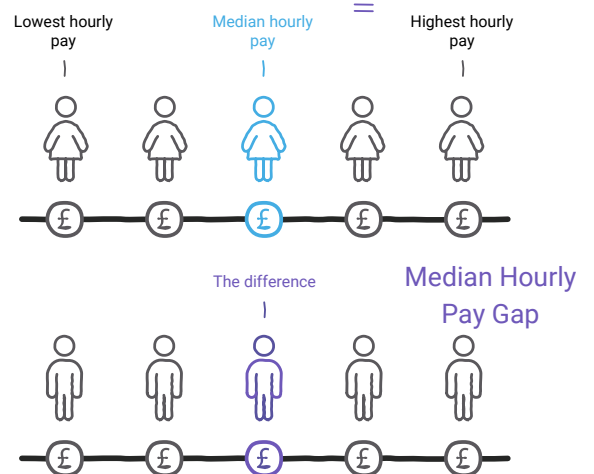 =
Lowest hourly
pay
Median hourly
pay
Highest hourly
pay
£ £ £ £ £
The difference
Median Hourly
Pay Gap
£ £ £ £ £